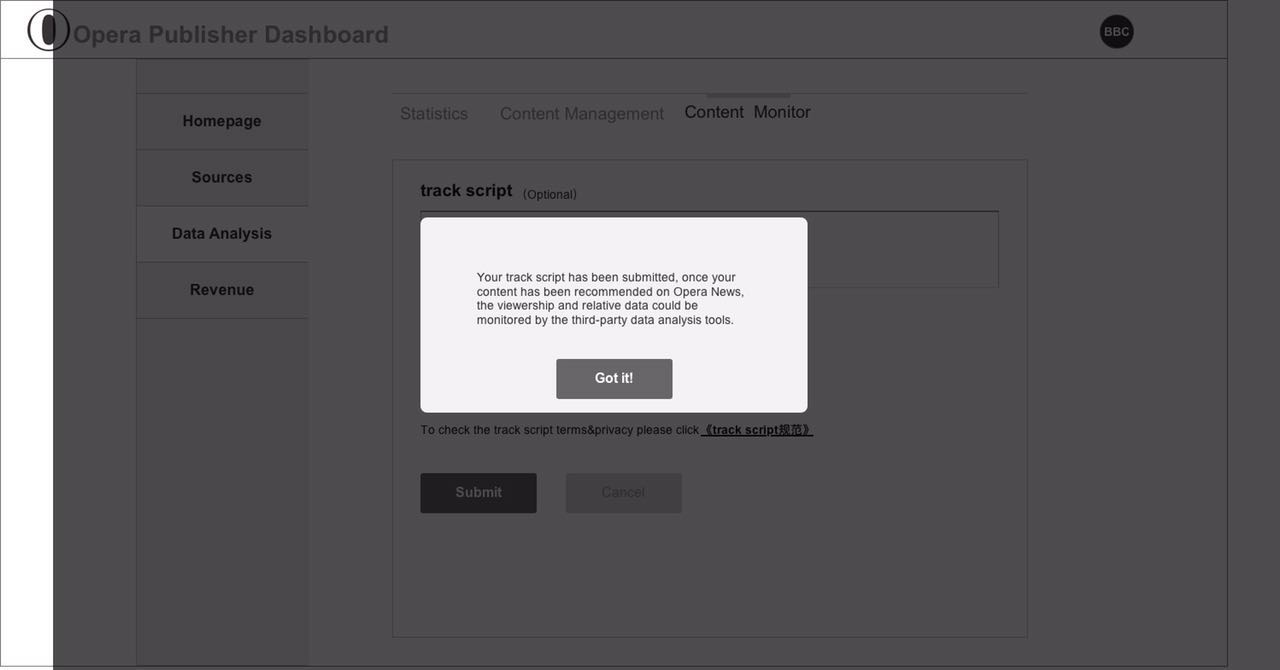 Opera Publisher Dashboard
BBC
Homepage
Sources
Data Analysis
Revenue
Statistics
Content Management
Content Monitor
track script (Optional)
Your track script has been submitted, once your
content has been recommended on Opera News,
the viewership and relative data could be
monitored by the third-party data analysis tools.
Got it!
To check the track script terms&privacy please click《track script规范》
Submit
Cancel